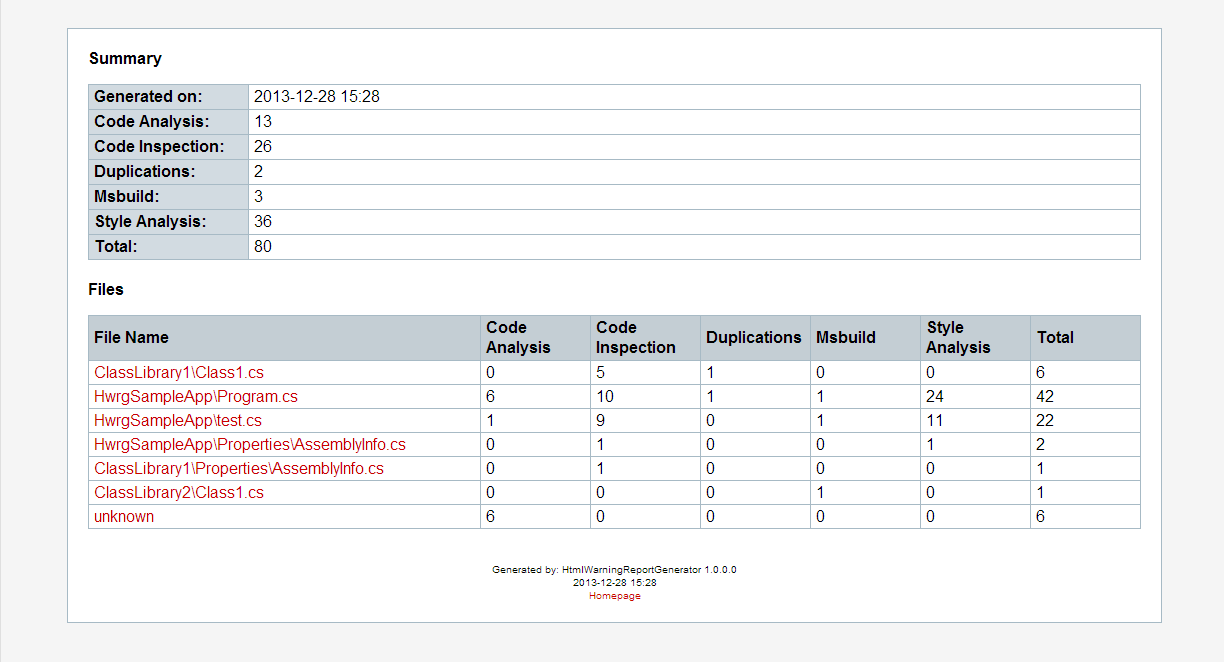 Summary
Generated on: 2013-12-28 15:28
Code Analysis: 13
Code Inspection: 26
Duplications: 2
Msbuild: 3
Style Analysis: 36
Total: 80
Files
File Name Code Analysis Code Inspection Duplications Msbuild Style Analysis Total
ClassLibrary1\Class1.cs 0 5 1 0 0 6
HwrgSampleApp\Program.cs 6 10 1 1 24 42
HwrgSampleApp\test.cs 1 9 0 1 11 22
HwrgSampleApp\Properties\AssemblyInfo.cs 0 1 0 0 1 2
ClassLibrary1\Properties\AssemblyInfo.cs 0 1 0 0 0 1
ClassLibrary2\Class1.cs 0 0 0 1 0 1
unknown 6 0 0 0 0 6
Generated by: HtmlWarningReportGenerator 1.0.0.0
2013-12-28 15:28
Homepage